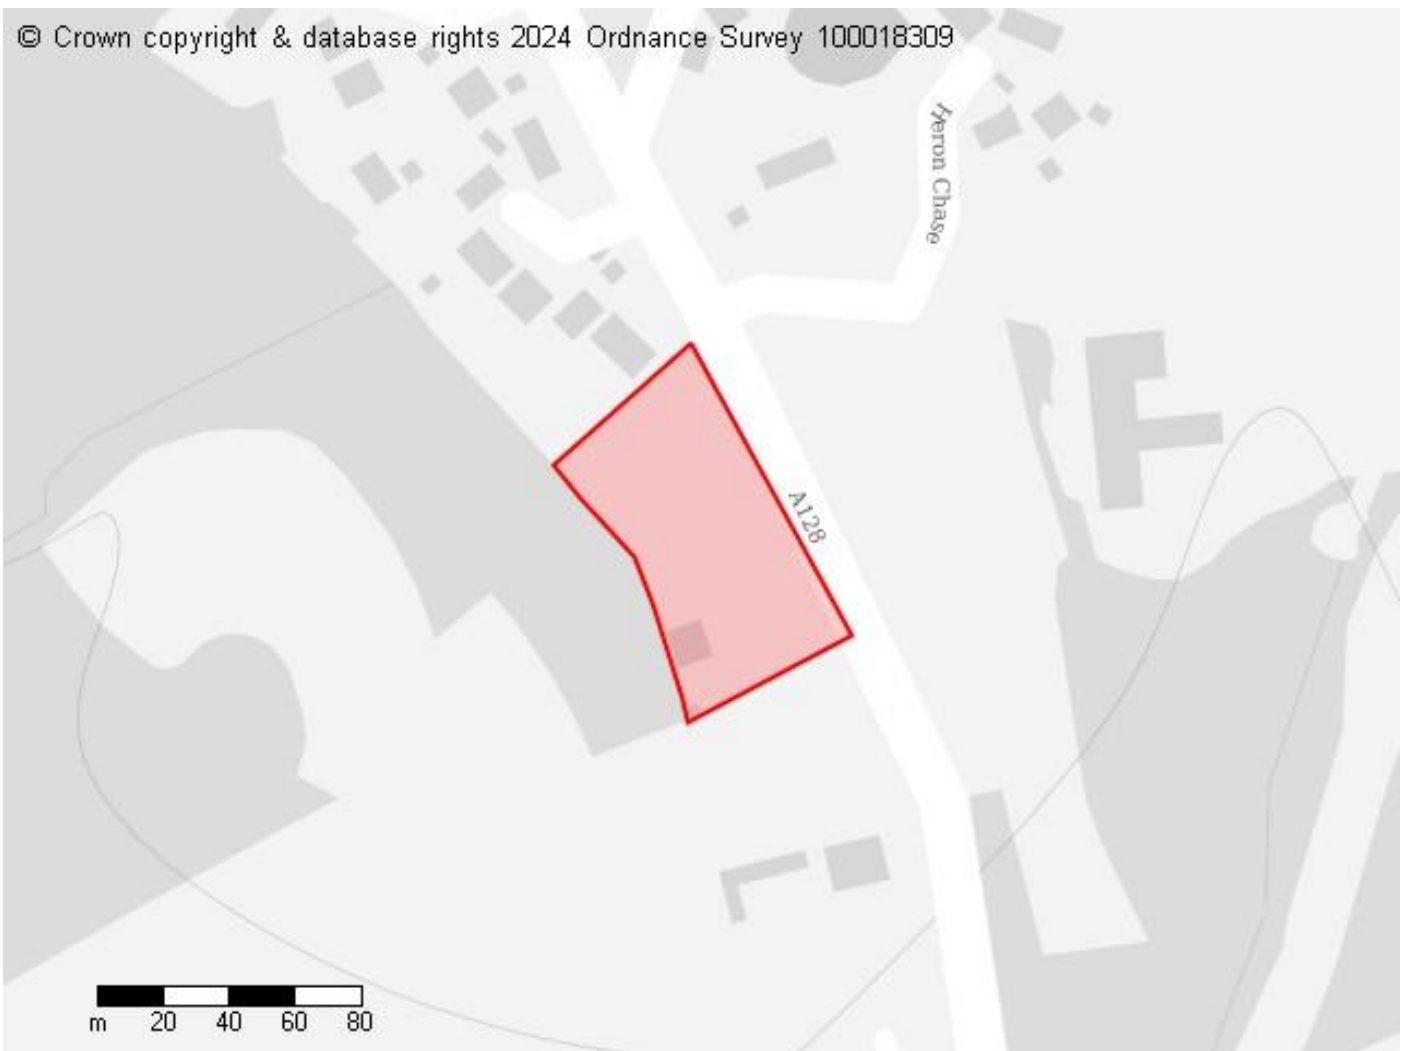 © Crown copyright & database rights 2024 Ordnance Survey 100018309
Heron Chase
A128
m 20 40 60 80